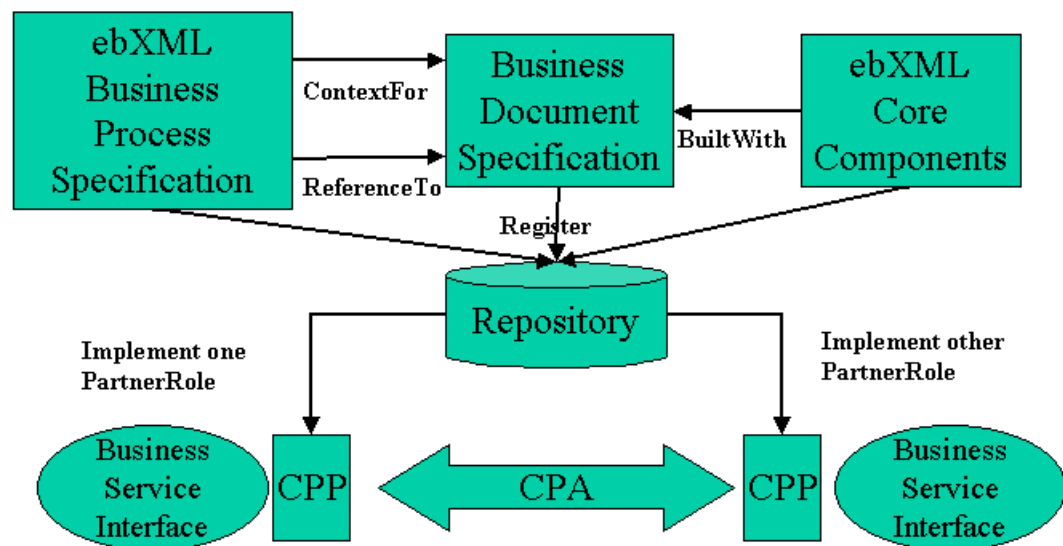 ebXML
Business
Process
Specification
ContextFor
ReferenceTo
Business
Document
Specification
BuiltWith
ebXML
Core
Components
Register
Repository
Implement one
PartnerRole
Implement other
PartnerRole
Business
Service
Interface
CPP
CPA
CPP
Business
Service
Interface